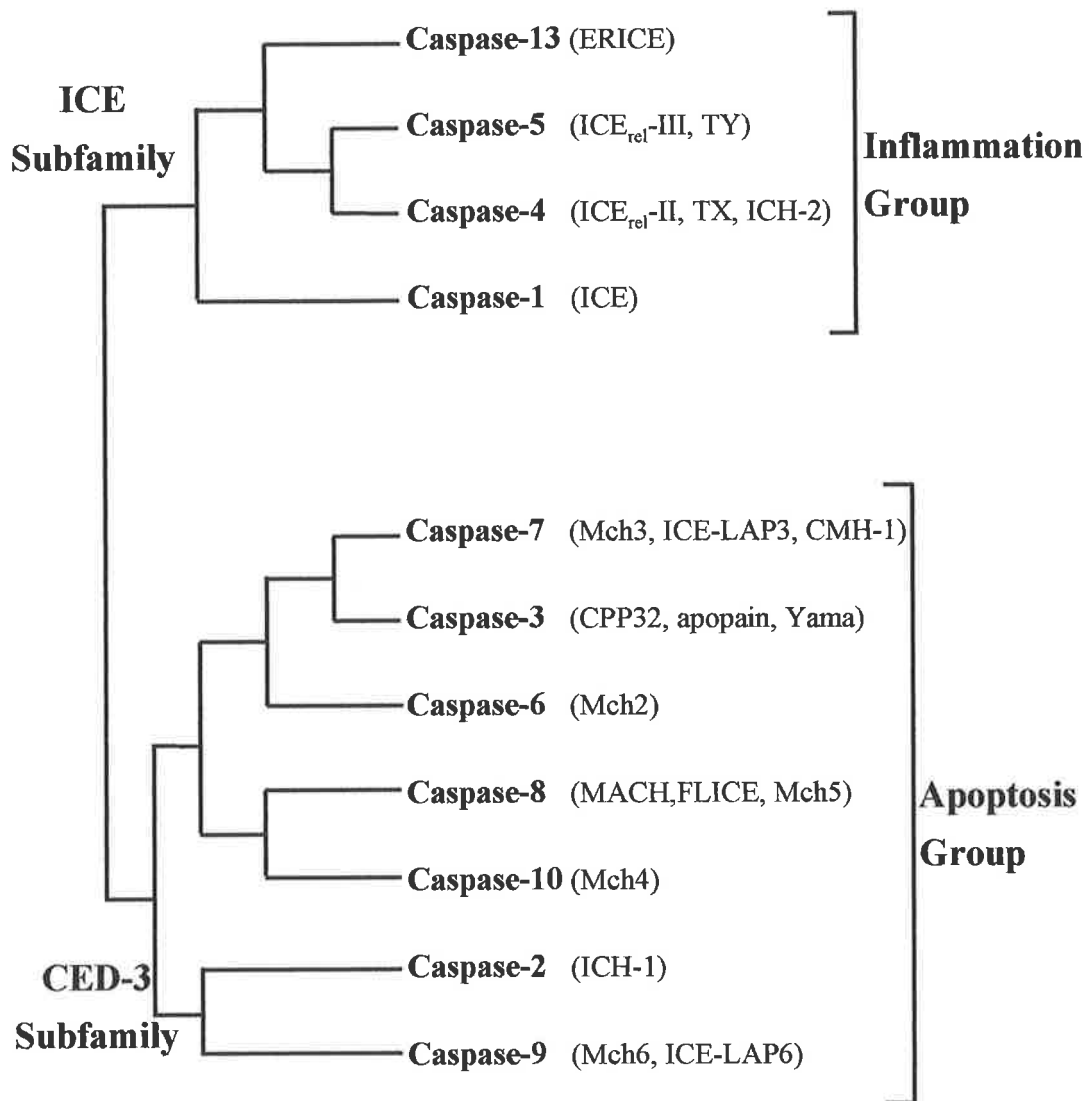 Caspase-13 (ERICE)
ICE
Subfamily
Caspase-5 (ICErel-III, TY)
Caspase-4 (ICErel-II, TX, ICH-2)
Caspase-1 (ICE)
Inflammation
Group
Caspase-7 (Mch3, ICE-LAP3, CMH-1)
Caspase-3 (CPP32, apopain, Yama)
Caspase-6 (Mch2)
Caspase-8 (MACH,FLICE, Mch5)
Caspase-10 (Mch4)
Caspase-2 (ICH-1)
Caspase-9 (Mch6, ICE-LAP6)
Apoptosis
Group
CED-3
Subfamily